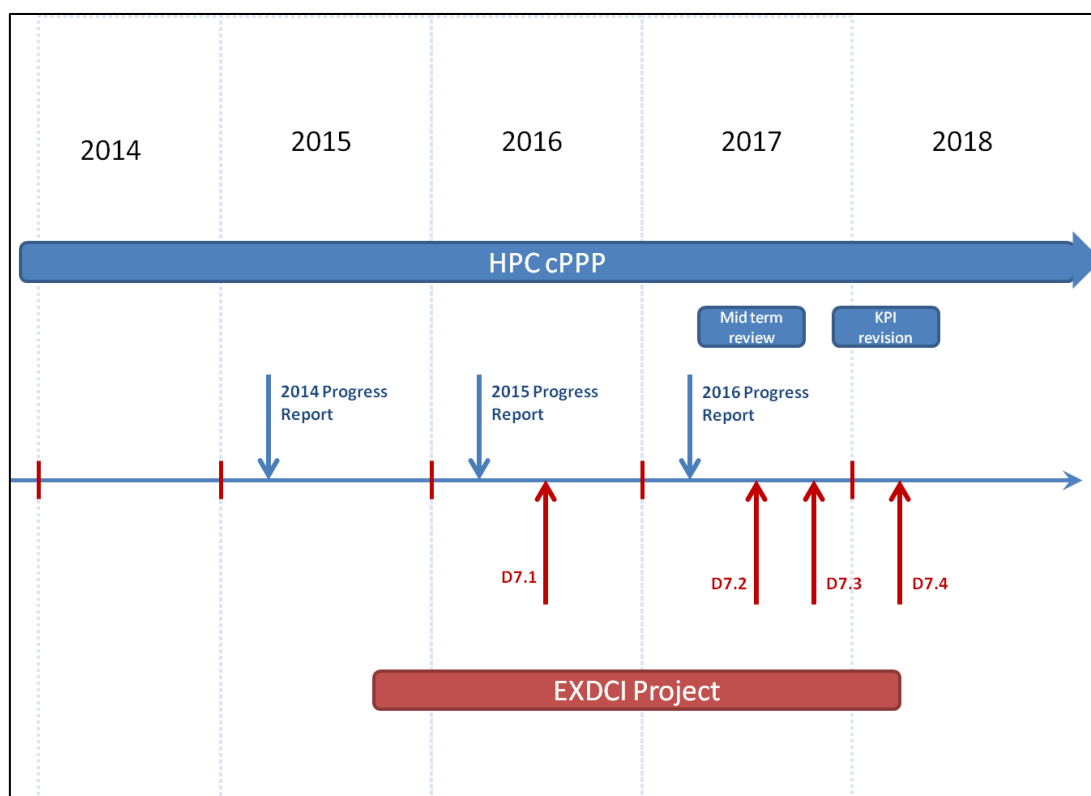 2014
2015
2016
2017
2018
HPC cPPP
Mid term
review
KPI
revision
2014 Progress
Report
2015 Progress
Report
2016 Progress
Report
D7.1
D7.2
D7.3
D7.4
EXDCI Project